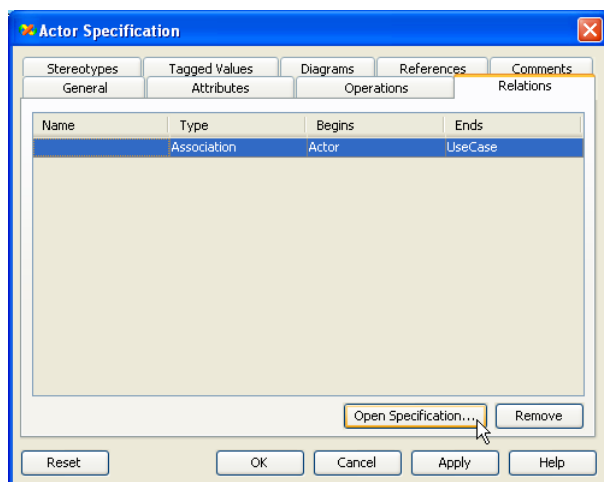 Actor Specification
Stereotypes Tagged Values Diagrams References Comments
General Attributes Operations Relations
Name Type Begins Ends
Association Actor UseCase
Open Specification... Remove
Reset OK Cancel Apply Help